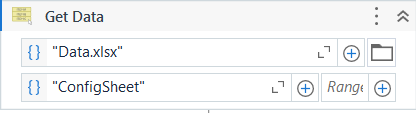 Get Data
{} "Data.xlsx"
{} "ConfigSheet" Range